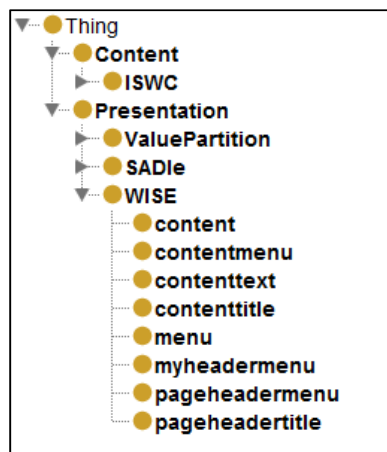 Thing
Content
ISWC
Presentation
ValuePartition
SADIe
WISE
content
contentmenu
contenttext
contenttitle
menu
myheadermenu
pageheadermenu
pageheadertitle